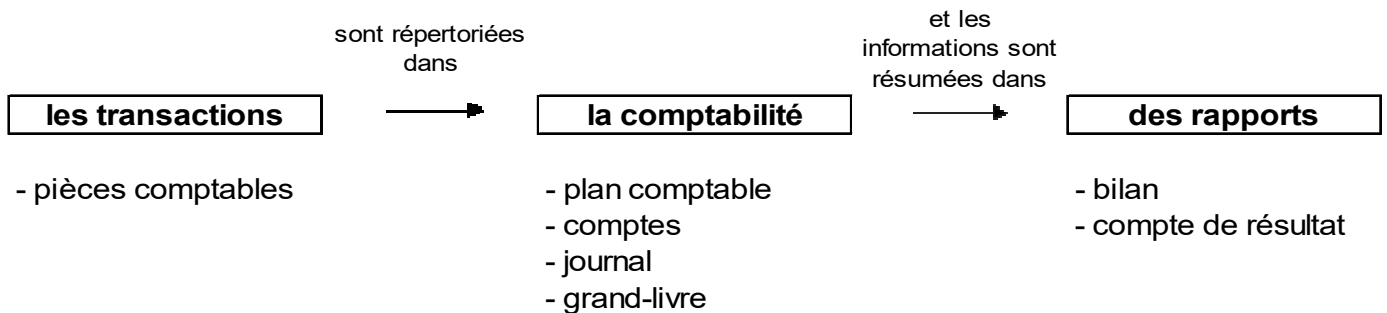 sont répertoriées
dans
et les
informations sont
résumées dans
les transactions
la comptabilité
des rapports
- pièces comptables
- plan comptable
- comptes
- journal
- grand-livre
- bilan
- compte de résultat